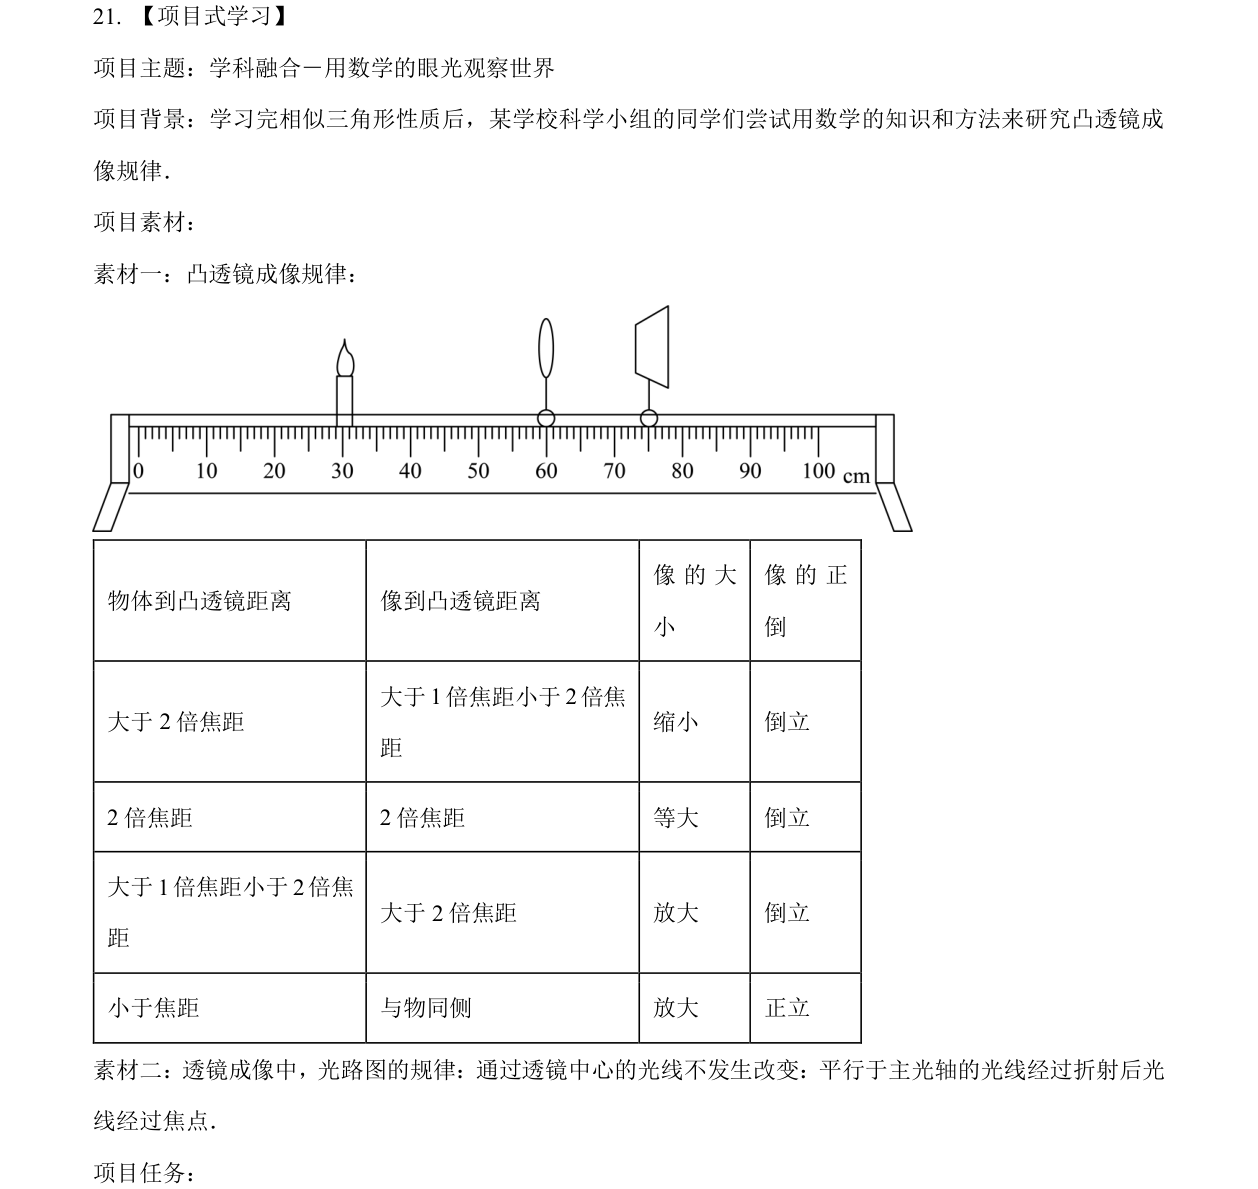 21. 【项目式学习】
项目主题：学科融合－用数学的眼光观察世界
项目背景：学习完相似三角形性质后，某学校科学小组的同学们尝试用数学的知识和方法来研究凸透镜成
像规律．
项目素材：
素材一：凸透镜成像规律：
0 10 20 30 40 50 60 70 80 90 100 cm
物体到凸透镜距离 像到凸透镜距离 像的大小 像的正倒
大于 2 倍焦距 大于 1 倍焦距小于 2 倍焦距 缩小 倒立
2 倍焦距 2 倍焦距 等大 倒立
大于 1 倍焦距小于 2 倍焦距 大于 2 倍焦距 放大 倒立
小于焦距 与物同侧 放大 正立
素材二：透镜成像中，光路图的规律：通过透镜中心的光线不发生改变：平行于主光轴的光线经过折射后光
线经过焦点．
项目任务：